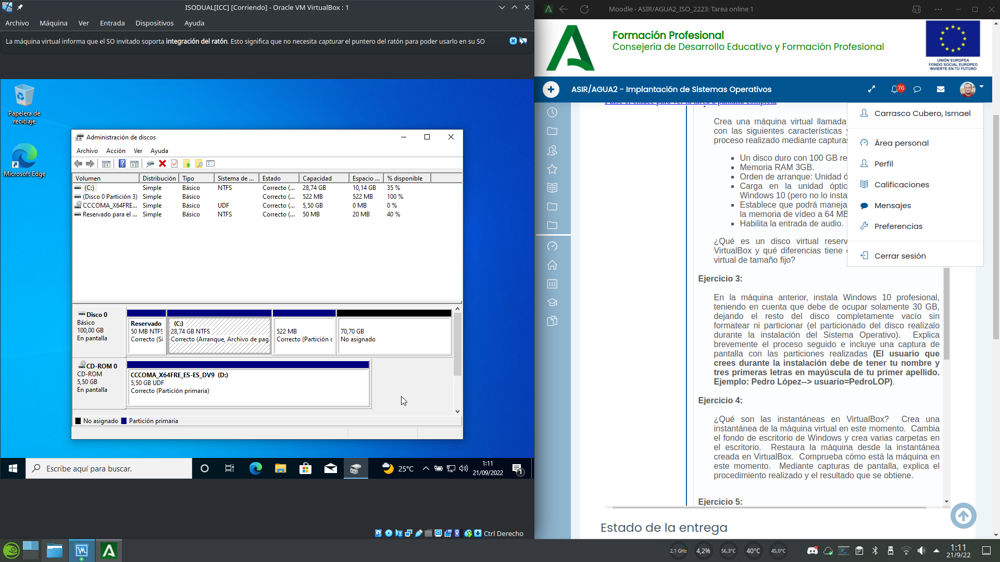 ISODUAL[ICC] [Corriendo] - Oracle VM VirtualBox : 1
Archivo Máquina Ver Entrada Dispositivos Ayuda
La máquina virtual informa que el SO invitado soporta integración del ratón. Esto significa que no necesita capturar el puntero del ratón para poder usarlo en su SO
Papelera de
reciclaje
Microsoft Edge
Administración de discos
Archivo Acción Ver Ayuda
Volumen Distribución Tipo Sistema de ... Estado Capacidad Espacio ... % disponible
(C:) Simple Básico NTFS Correcto (... 28,74 GB 10,14 GB 35 %
(Disco 0 Partición 3) Simple Básico Correcto (... 522 MB 522 MB 100 %
CCCOMA_X64FRE... Simple Básico UDF Correcto (... 5,50 GB 0 MB 0 %
Reservado para el ... Simple Básico NTFS Correcto (... 50 MB 20 MB 40 %
Disco 0
Básico
100,00 GB
En pantalla
Reservado
50 MB NTFS
Correcto (Si
(C:)
28,74 GB NTFS
Correcto (Arranque, Archivo de pag
522 MB
Correcto (Partición c
70,70 GB
No asignado
CD-ROM 0
CD-ROM
5,50 GB
En pantalla
CCCOMA_X64FRE_ES-ES_DV9 (D:)
5,50 GB UDF
Correcto (Partición primaria)
No asignado Partición primaria
Escribe aquí para buscar.
25°C
1:11
21/09/2022
1
Ctrl Derecho
Moodle - ASIR/AGUA2_ISO_2223: Tarea online 1
Formación Profesional
Consejería de Desarrollo Educativo y Formación Profesional
UNIÓN EUROPEA
FONDO SOCIAL EUROPEO
INVIERTE EN TU FUTURO
ASIR/AGUA2 - Implantación de Sistemas Operativos
76
Pulse el enlace para ver la tarea a pantalla completa
Carrasco Cubero, Ismael
Área personal
Perfil
Calificaciones
Mensajes
Preferencias
Cerrar sesión
Crea una máquina virtual llamada
con las siguientes características y
proceso realizado mediante capturas
Un disco duro con 100 GB re
Memoria RAM 3GB.
Orden de arranque: Unidad ó
Carga en la unidad óptic
Windows 10 (pero no lo insta
Establece que podrá maneja
la memoria de vídeo a 64 MB
Habilita la entrada de audio.
¿Qué es un disco virtual reserv
VirtualBox y qué diferencias tiene
virtual de tamaño fijo?
Ejercicio 3:
En la máquina anterior, instala Windows 10 profesional,
teniendo en cuenta que debe de ocupar solamente 30 GB,
dejando el resto del disco completamente vacío sin
formatear ni particionar (el particionado del disco realízalo
durante la instalación del Sistema Operativo). Explica
brevemente el proceso seguido e incluye una captura de
pantalla con las particiones realizadas (El usuario que
crees durante la instalación debe de tener tu nombre y
tres primeras letras en mayúscula de tu primer apellido.
Ejemplo: Pedro López--> usuario=PedroLOP).
Ejercicio 4:
¿Qué son las instantáneas en VirtualBox? Crea una
instantánea de la máquina virtual en este momento. Cambia
el fondo de escritorio de Windows y crea varias carpetas en
el escritorio. Restaura la máquina desde la instantánea
creada en VirtualBox. Comprueba cómo está la máquina en
este momento. Mediante capturas de pantalla, explica el
procedimiento realizado y el resultado que se obtiene.
Ejercicio 5:
Estado de la entrega
2,1 GHz 4,2% 56,3°C 40°C 45,0°C
1:11
21/9/22